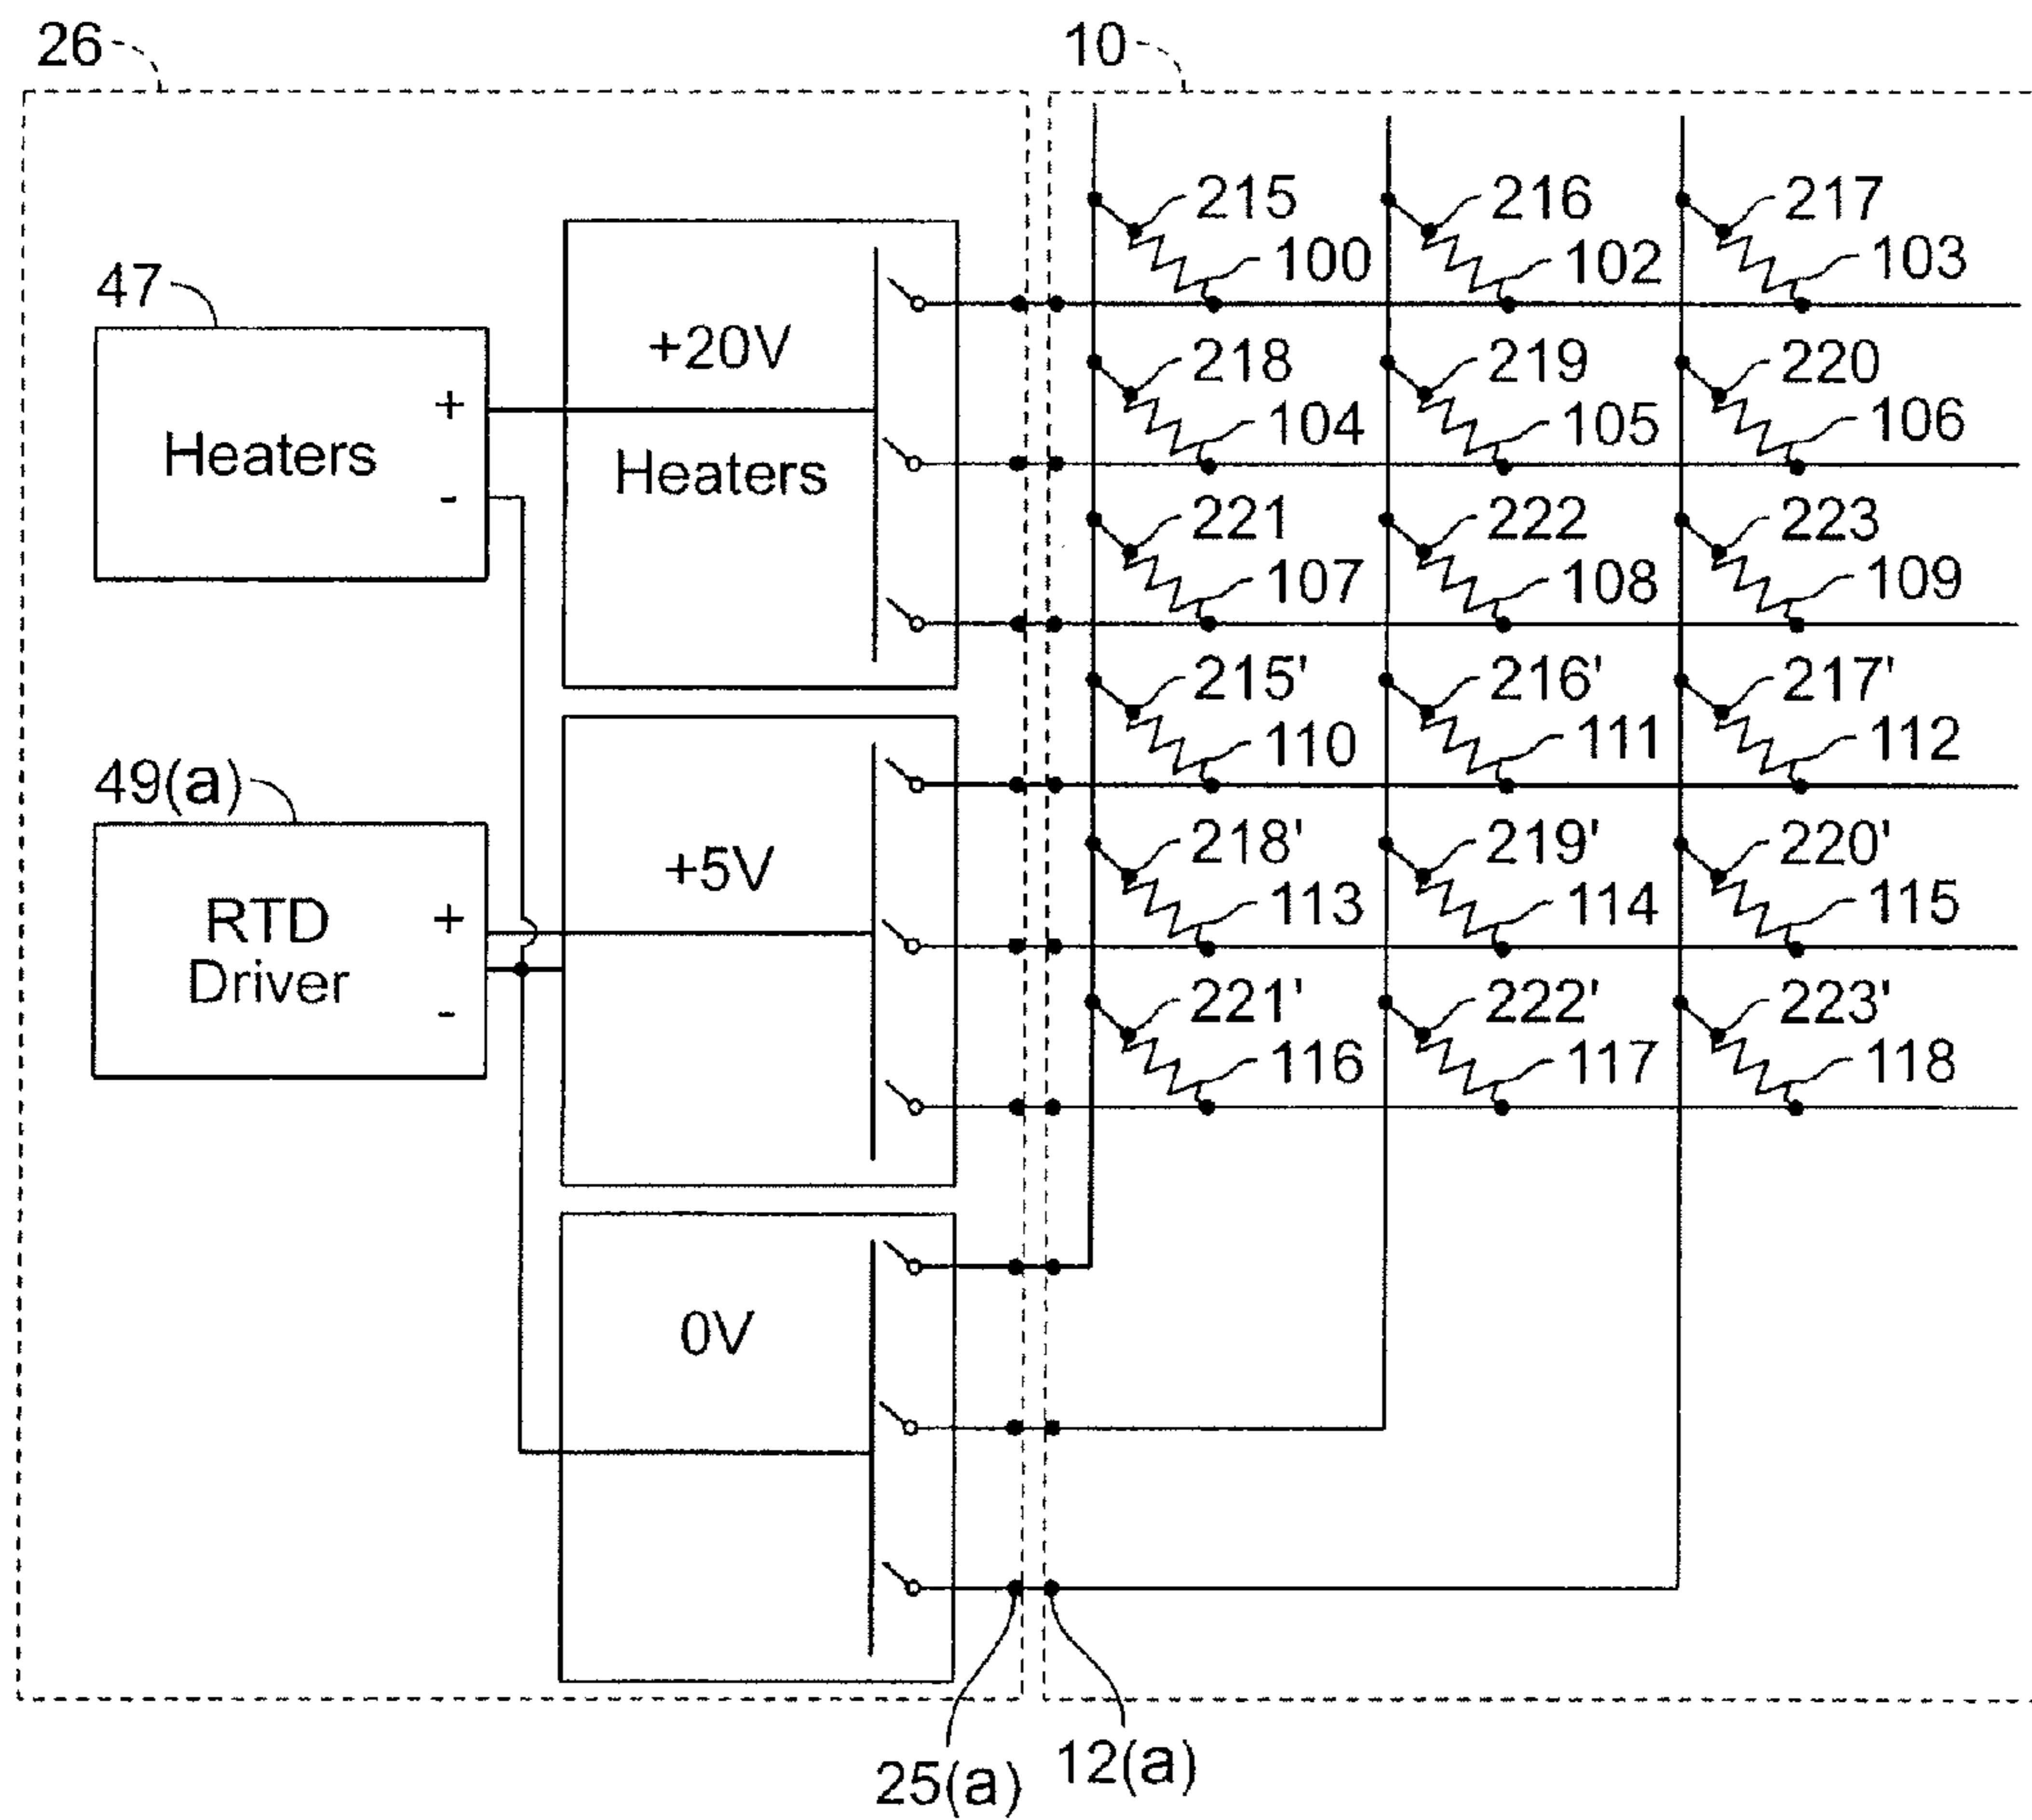 26 10
215 216 217
100 102 103
47
+20V
218 219 220
+
104 105 106
Heaters
Heaters
-
221 222 223
107 108 109
215' 216' 217'
110 111 112
49(a)
218' 219' 220'
+5V
113 114 115
RTD +
Driver
-
221' 222' 223'
116 117 118
0V
25(a) 12(a)